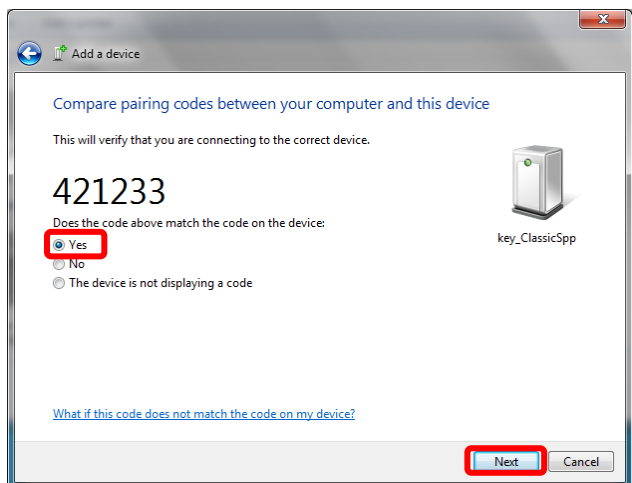 Add a device
Compare pairing codes between your computer and this device
This will verify that you are connecting to the correct device.
421233
Does the code above match the code on the device:
Yes
No
The device is not displaying a code
key_ClassicSpp
What if this code does not match the code on my device?
Next Cancel